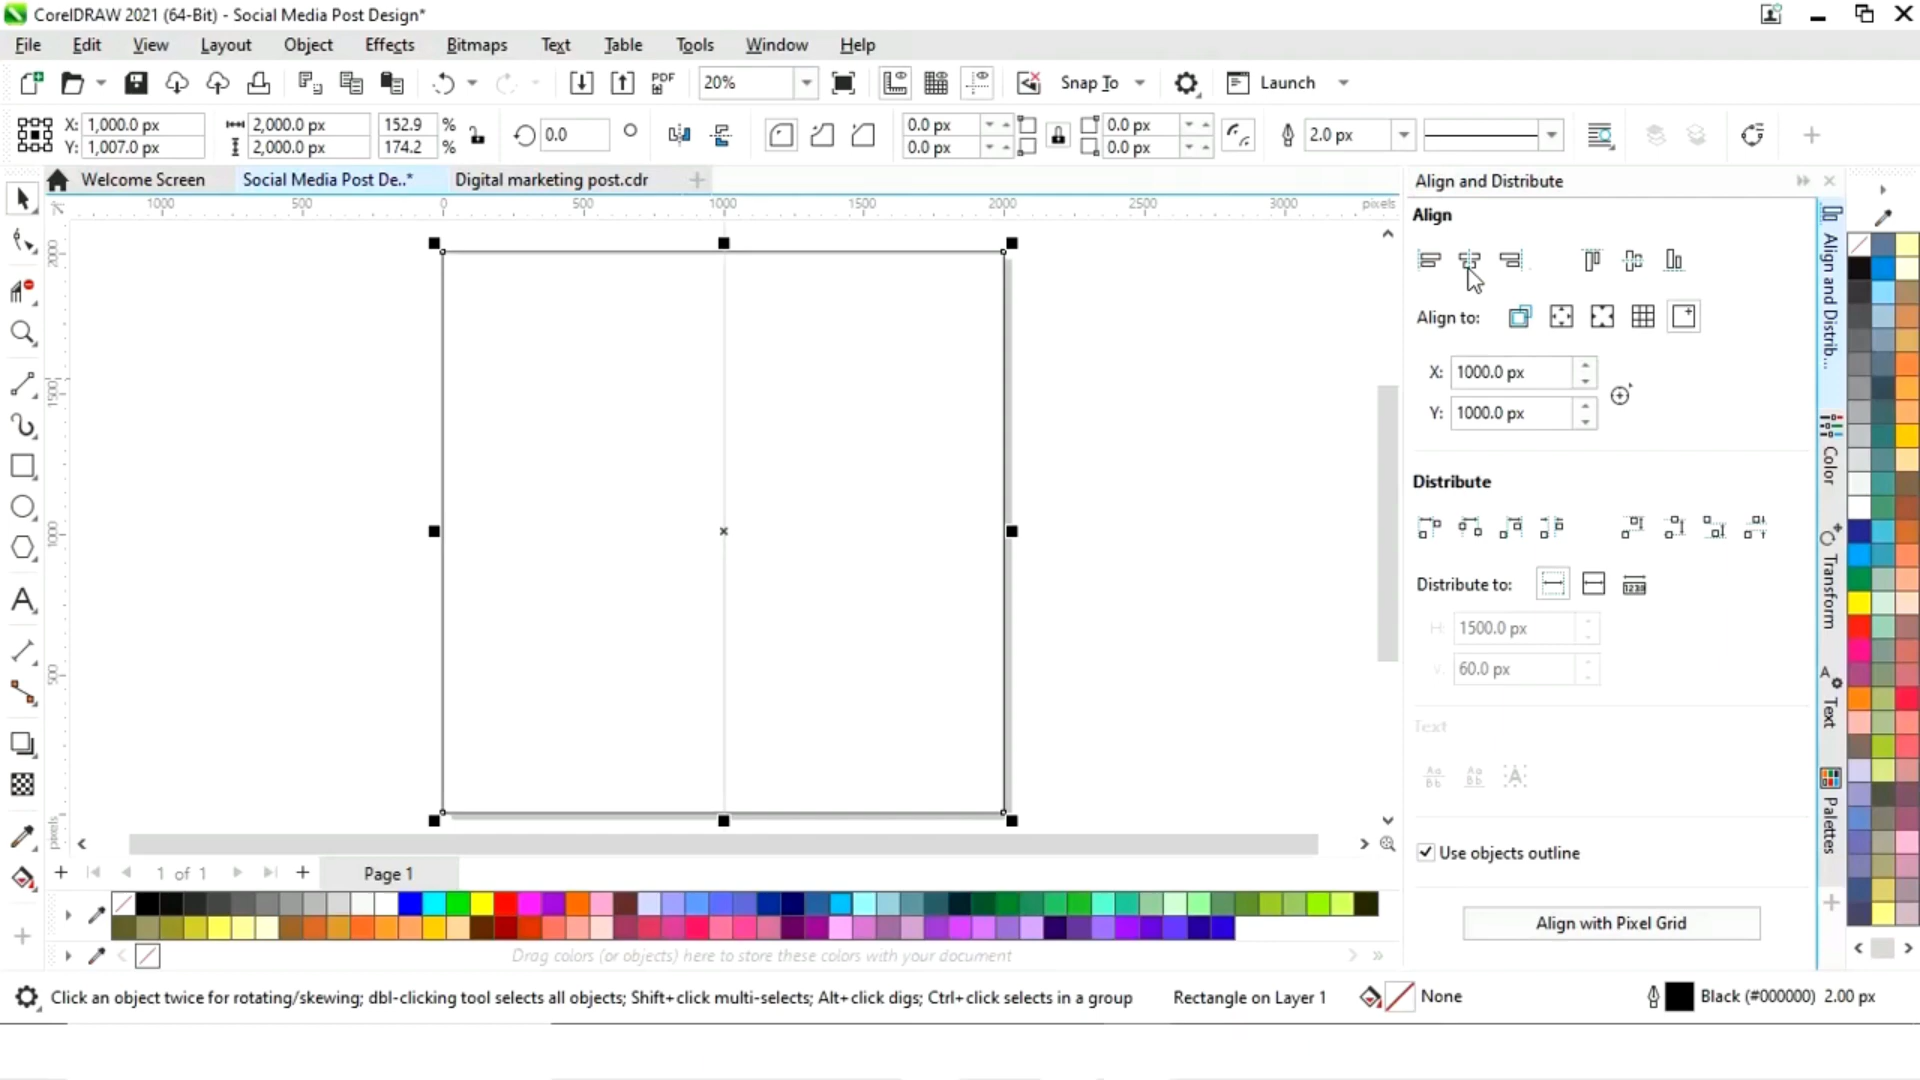 CorelDRAW 2021 (64-Bit) - Social Media Post Design*
File Edit View Layout Object Effects Bitmaps Text Table Tools Window Help
PDF 20% Snap To Launch
X: 1,000.0 px 2,000.0 px 152.9 % 0.0 0.0 px 0.0 px 2.0 px
Y: 1,007.0 px 2,000.0 px 174.2 % 0.0 px 0.0 px
Welcome Screen Social Media Post De..* Digital marketing post.cdr
1000 500 0 500 1000 1500 2000 2500 3000 pixels
2000
1500
1000
500
pixels
Align and Distribute
Align
Align to:
X: 1000.0 px
Y: 1000.0 px
Distribute
Distribute to:
H: 1500.0 px
V: 60.0 px
Text
Use objects outline
Align with Pixel Grid
Align and Distrib...
Color
Transform
Text
Palettes
1 of 1 Page 1
Drag colors (or objects) here to store these colors with your document
Click an object twice for rotating/skewing; dbl-clicking tool selects all objects; Shift+click multi-selects; Alt+click digs; Ctrl+click selects in a group Rectangle on Layer 1 None Black (#000000) 2.00 px